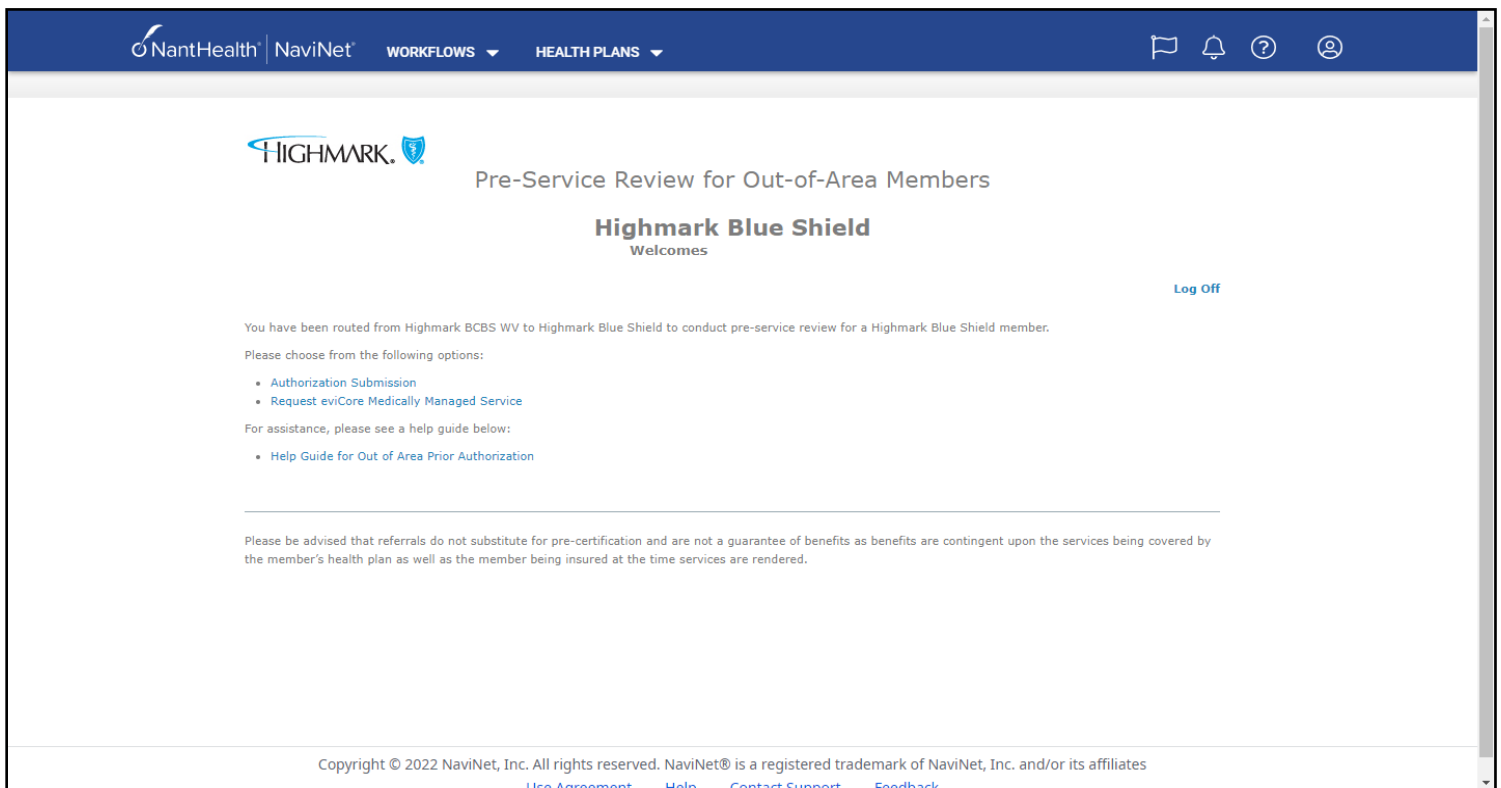 NantHealth® NaviNet® WORKFLOWS HEALTH PLANS
HIGHMARK®
Pre-Service Review for Out-of-Area Members
Highmark Blue Shield
Welcomes
Log Off
You have been routed from Highmark BCBS WV to Highmark Blue Shield to conduct pre-service review for a Highmark Blue Shield member.
Please choose from the following options:
• Authorization Submission
• Request eviCore Medically Managed Service
For assistance, please see a help guide below:
• Help Guide for Out of Area Prior Authorization
Please be advised that referrals do not substitute for pre-certification and are not a guarantee of benefits as benefits are contingent upon the services being covered by
the member’s health plan as well as the member being insured at the time services are rendered.
Copyright © 2022 NaviNet, Inc. All rights reserved. NaviNet® is a registered trademark of NaviNet, Inc. and/or its affiliates
Use Agreement Help Contact Support Feedback